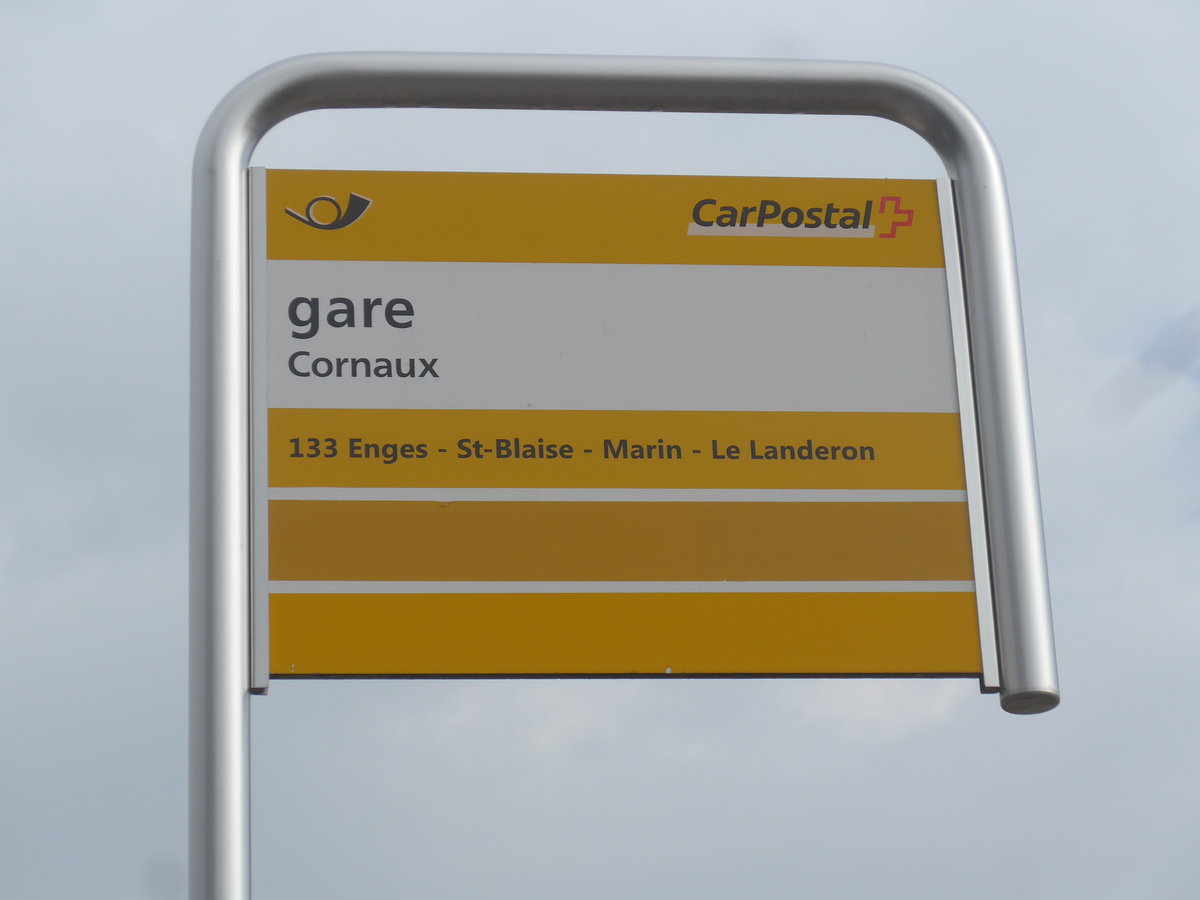 CarPostal
gare
Cornaux
133 Enges - St-Blaise - Marin - Le Landeron